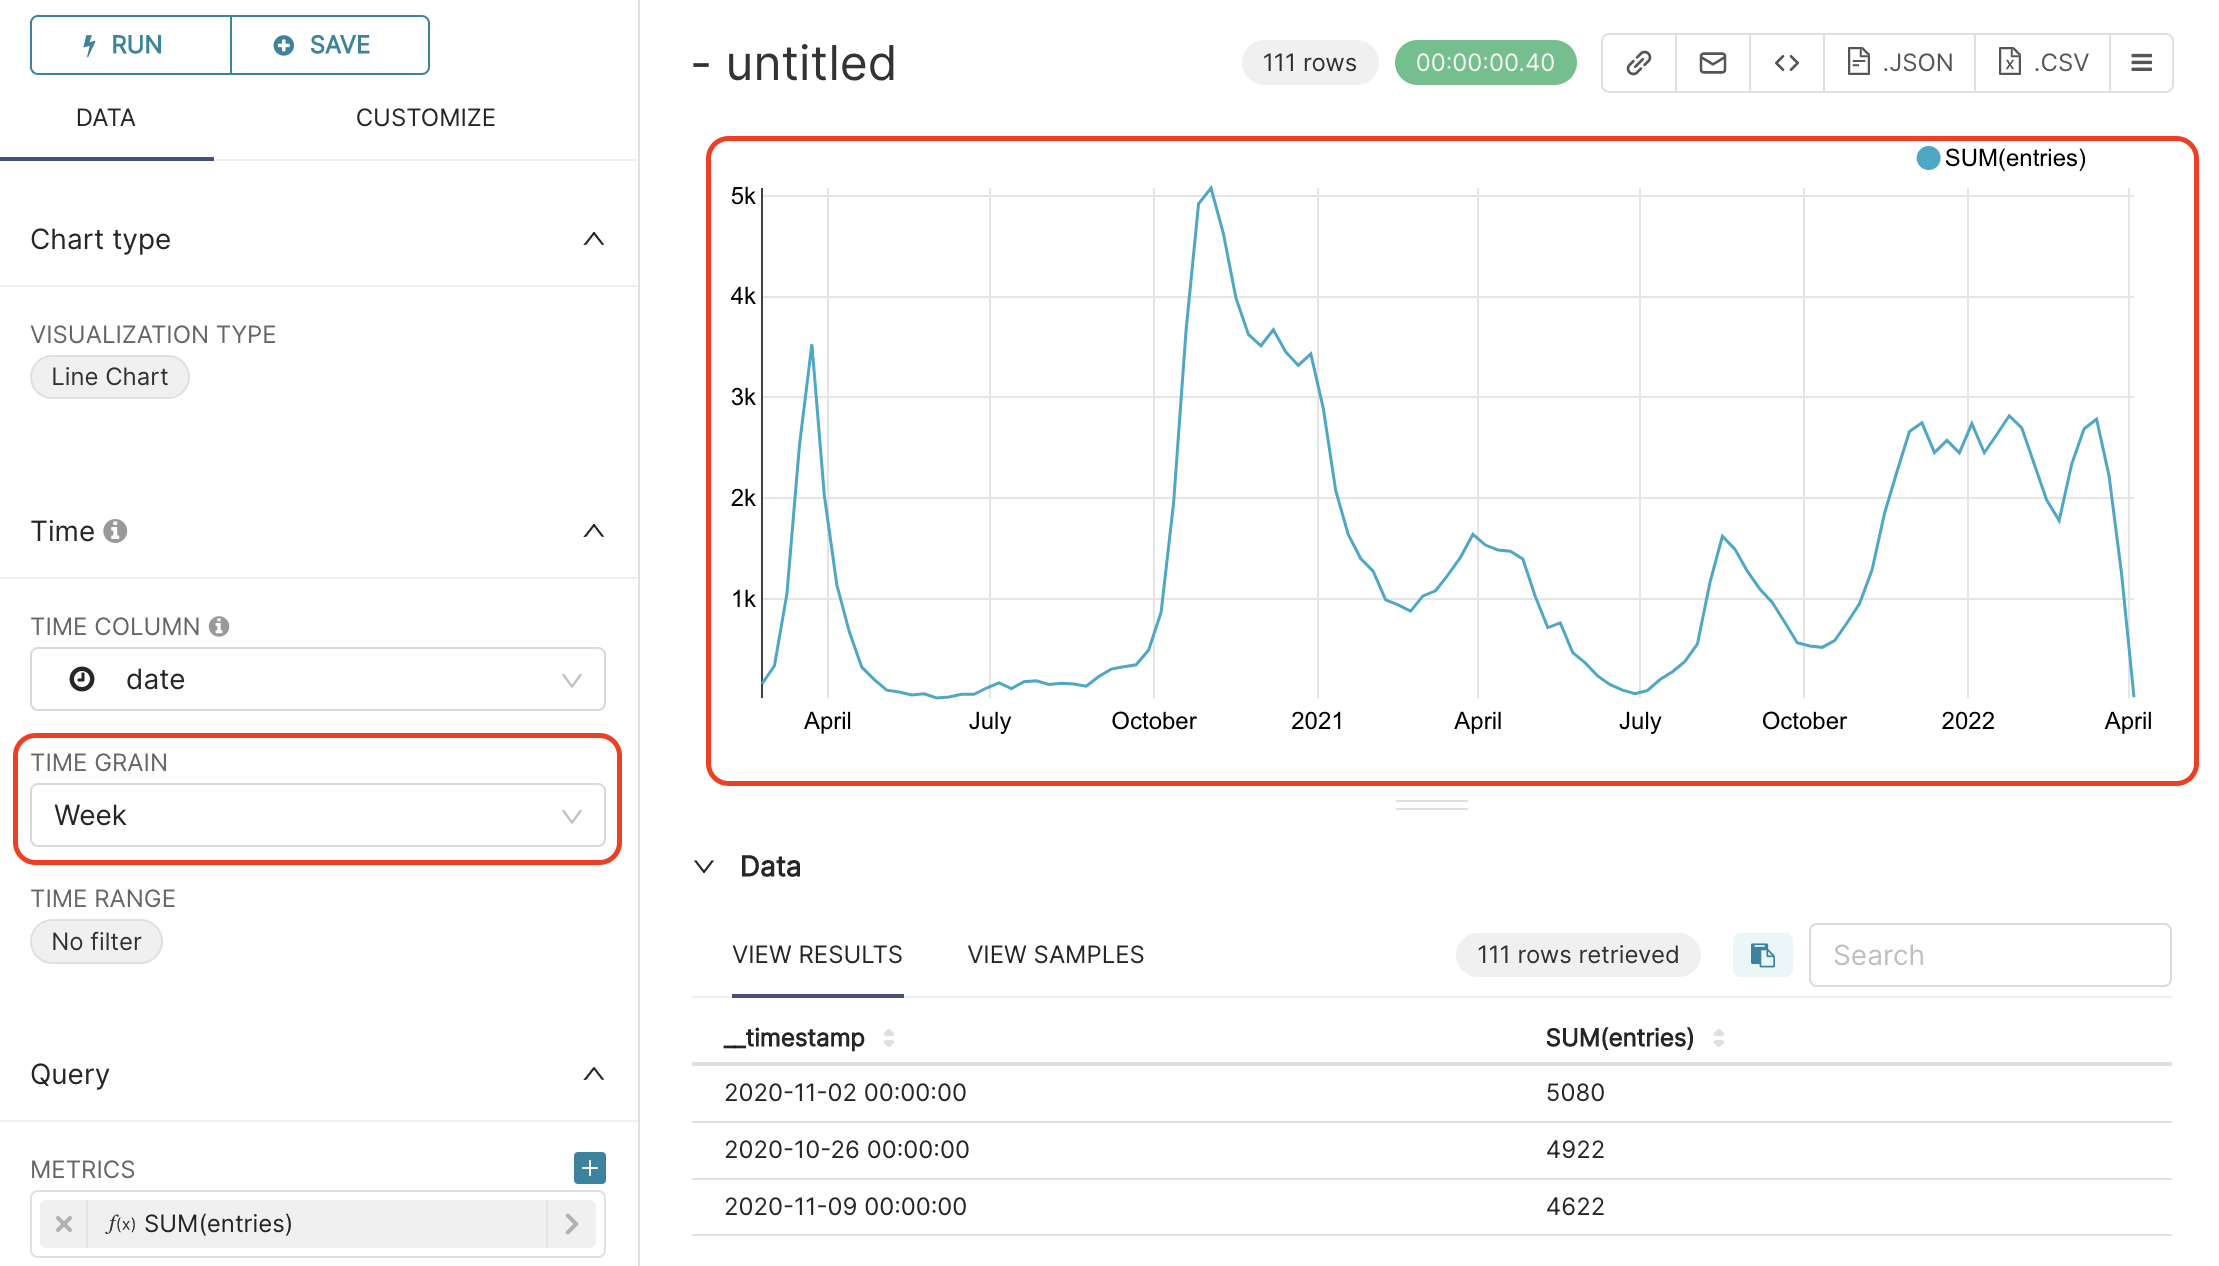 RUN
SAVE
DATA
CUSTOMIZE
Chart type
VISUALIZATION TYPE
Line Chart
Time
TIME COLUMN
date
TIME GRAIN
Week
TIME RANGE
No filter
Query
METRICS
f(x) SUM(entries)
- untitled
111 rows
00:00:00.40
.JSON
.CSV
SUM(entries)
5k
4k
3k
2k
1k
April July October 2021 April July October 2022 April
Data
VIEW RESULTS
VIEW SAMPLES
111 rows retrieved
Search
__timestamp SUM(entries)
2020-11-02 00:00:00 5080
2020-10-26 00:00:00 4922
2020-11-09 00:00:00 4622